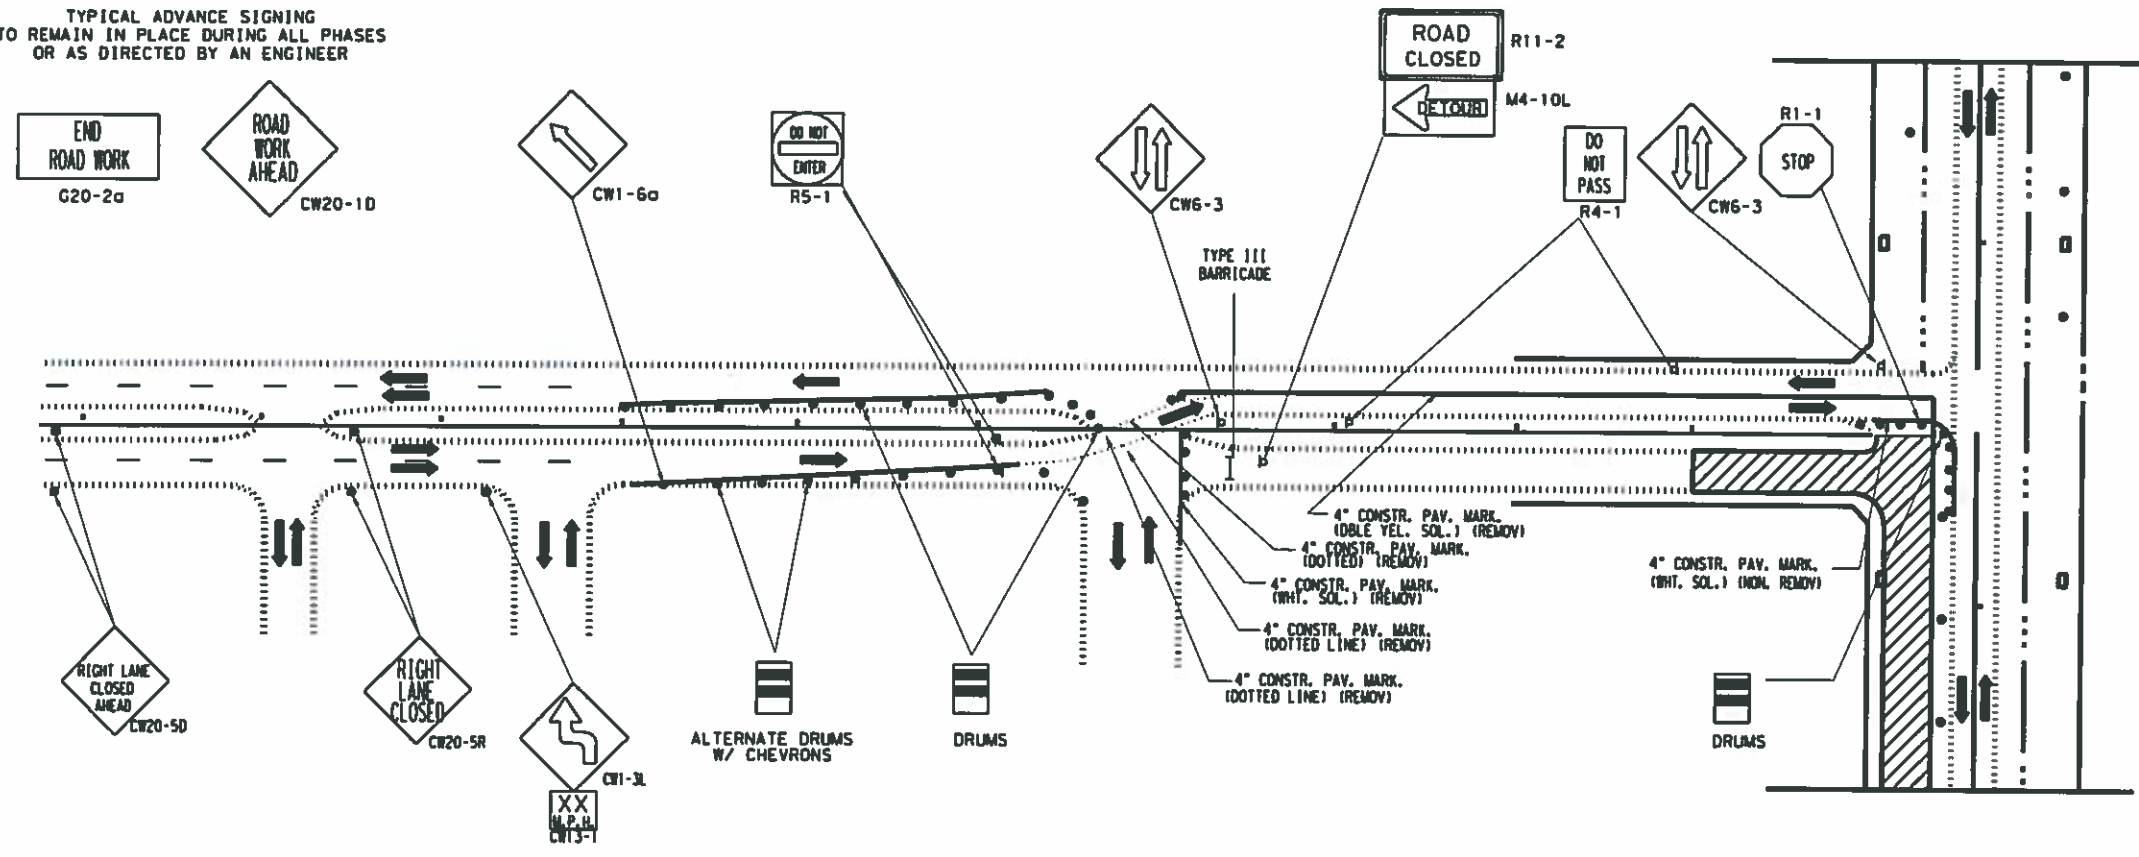 TYPICAL ADVANCE SIGNING
TO REMAIN IN PLACE DURING ALL PHASES
OR AS DIRECTED BY AN ENGINEER
END
ROAD WORK
G20-2a
ROAD
WORK
AHEAD
CW20-1D
CW1-6a
DO NOT
ENTER
R5-1
CW6-3
ROAD
CLOSED
R11-2
DETOUR
M4-10L
DO
NOT
PASS
R4-1
CW6-3
R1-1
STOP
TYPE III
BARRICADE
4" CONSTR. PAV. MARK.
(DBLE YEL. SOL.) (REMOV)
4" CONSTR. PAV. MARK.
(DOTTED) (REMOV)
4" CONSTR. PAV. MARK.
(WHT. SOL.) (REMOV)
4" CONSTR. PAV. MARK.
(DOTTED LINE) (REMOV)
4" CONSTR. PAV. MARK.
(DOTTED LINE) (REMOV)
4" CONSTR. PAV. MARK.
(WHT. SOL.) (NON. REMOV)
RIGHT LANE
CLOSED
AHEAD
CW20-5D
RIGHT
LANE
CLOSED
CW20-5R
CW1-3L
XX
M.P.H.
CW13-1
ALTERNATE DRUMS
W/ CHEVRONS
DRUMS
DRUMS